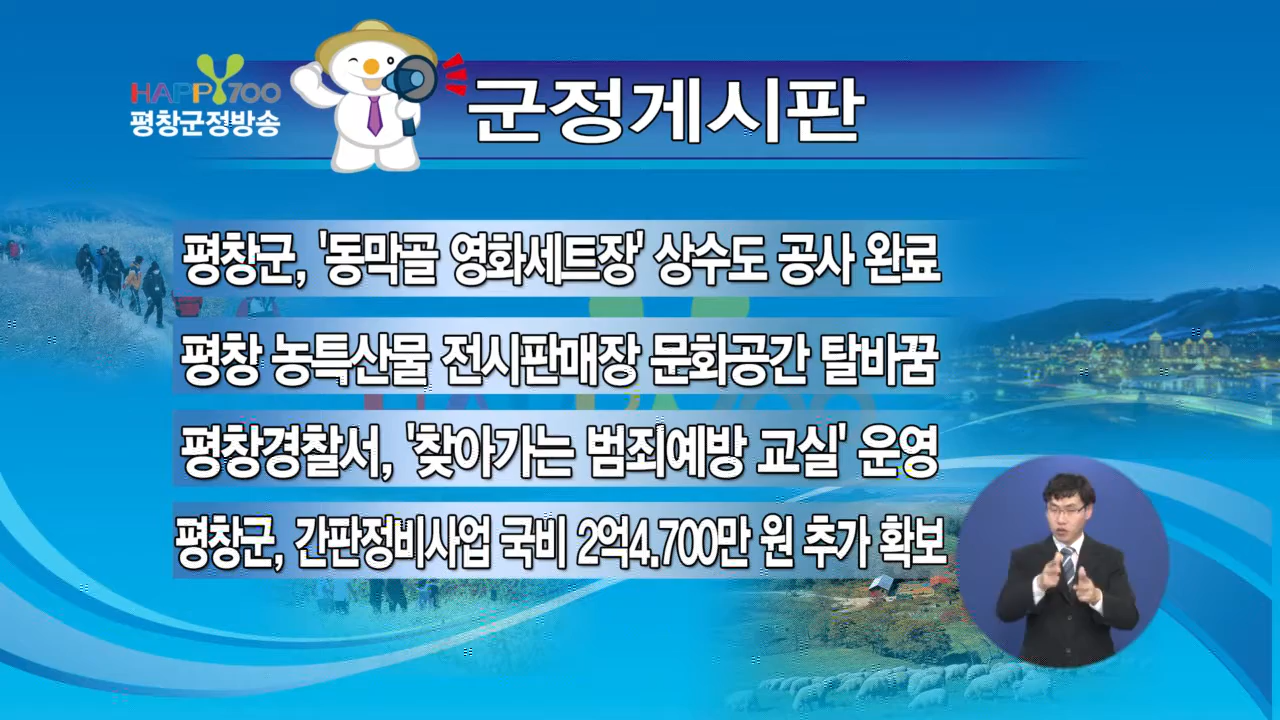 HAPPY700
평창군정방송
군정게시판
평창군, '동막골 영화세트장' 상수도 공사 완료
평창 농특산물 전시판매장 문화공간 탈바꿈
평창경찰서, '찾아가는 범죄예방 교실' 운영
평창군, 간판정비사업 국비 2억4.700만 원 추가 확보
HAPPY700